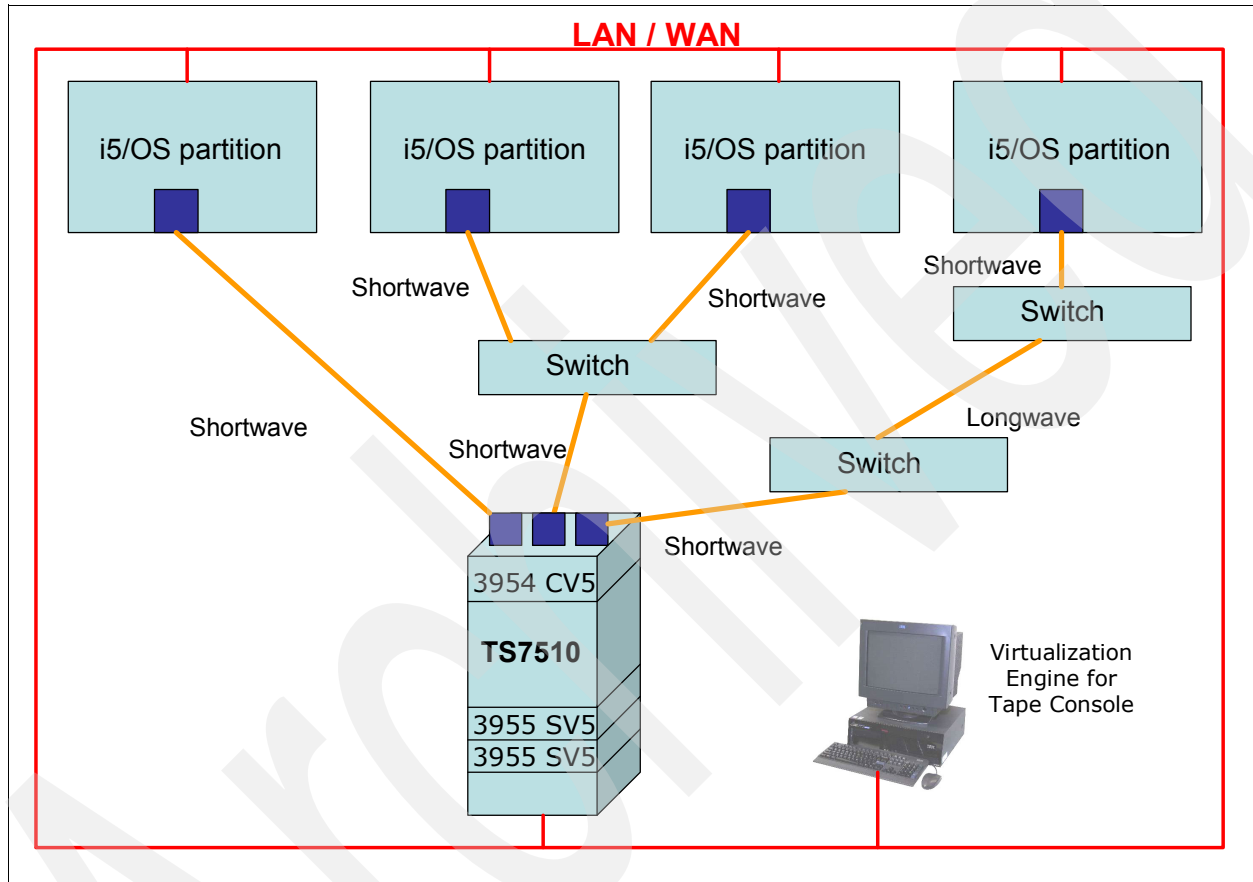 LAN / WAN
i5/OS partition
i5/OS partition
i5/OS partition
i5/OS partition
Shortwave
Shortwave
Shortwave
Switch
Switch
Shortwave
Shortwave
Longwave
Switch
Shortwave
3954 CV5
TS7510
3955 SV5
3955 SV5
Virtualization
Engine for
Tape Console
Archived